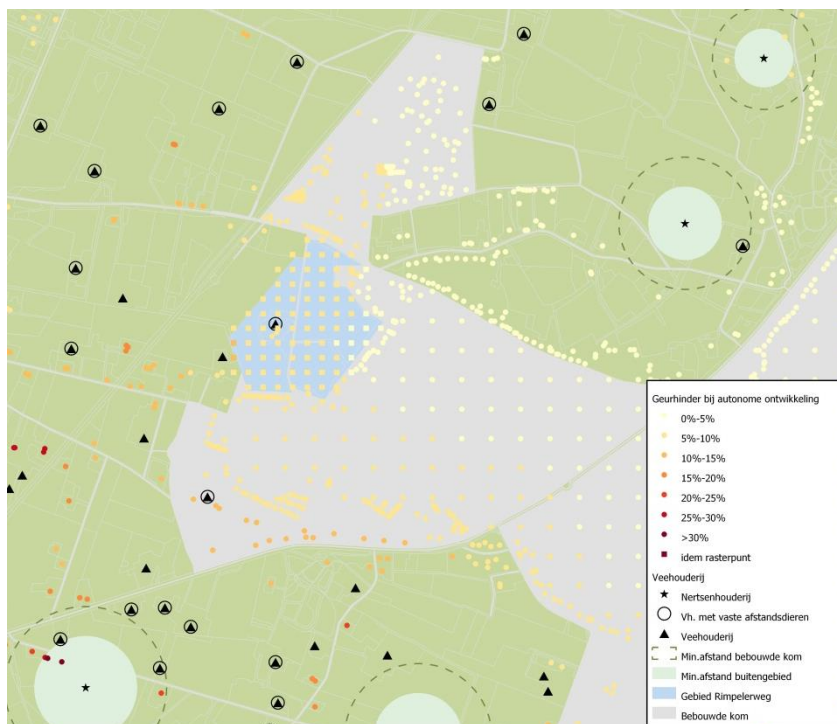 Geurhinder bij autonome ontwikkeling
0%-5%
5%-10%
10%-15%
15%-20%
20%-25%
25%-30%
>30%
idem rasterpunt
Veehouderij
Nertsenhouderij
Vh. met vaste afstandsdieren
Veehouderij
Min.afstand bebouwde kom
Min.afstand buitengebied
Gebied Rimpelerweg
Bebouwde kom